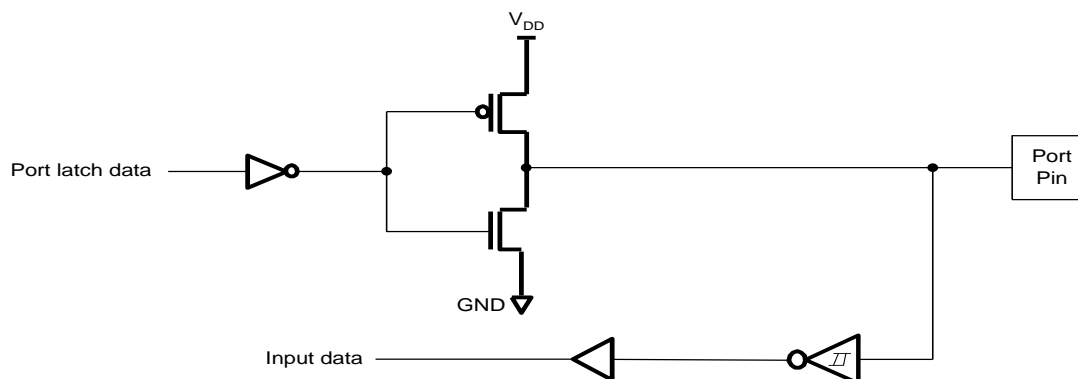 V_DD
Port latch data
Port
Pin
GND
Input data